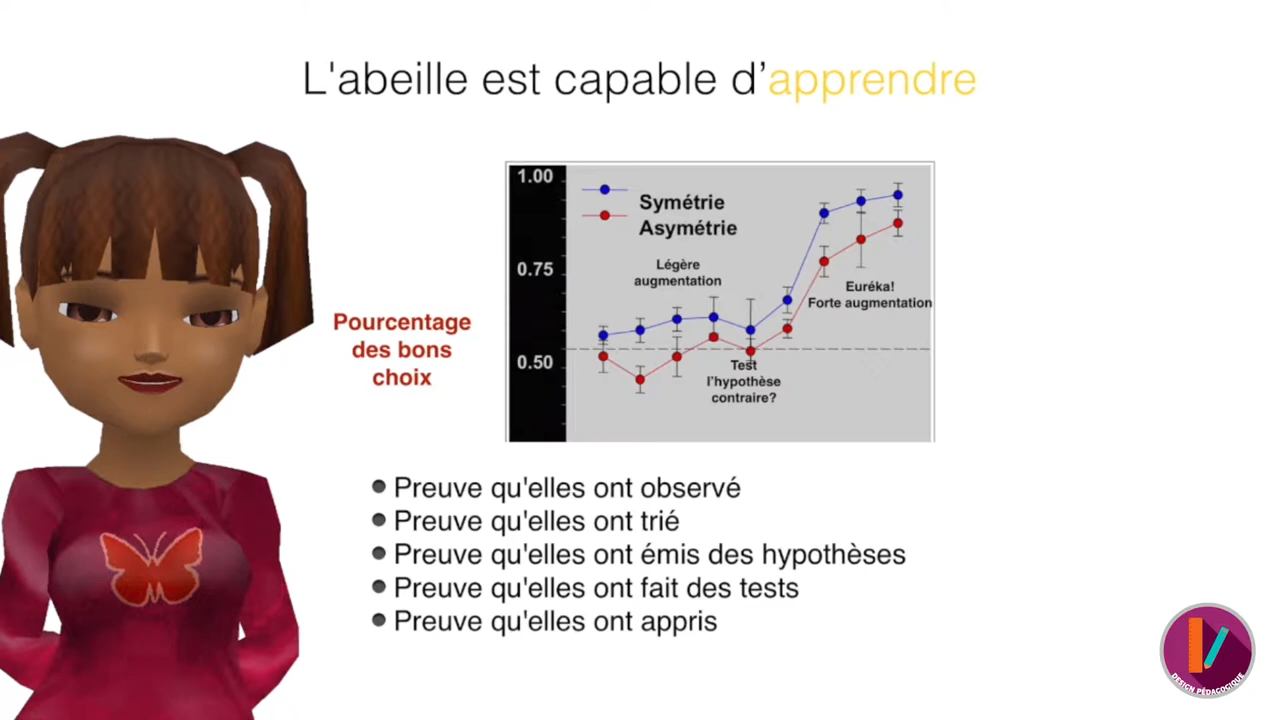 L'abeille est capable d’apprendre
1.00
0.75
0.50
Symétrie
Asymétrie
Légère
augmentation
Euréka!
Forte augmentation
Test
l’hypothèse
contraire?
Pourcentage
des bons
choix
Preuve qu'elles ont observé
Preuve qu'elles ont trié
Preuve qu'elles ont émis des hypothèses
Preuve qu'elles ont fait des tests
Preuve qu'elles ont appris
DESIGN PÉDAGOGIQUE